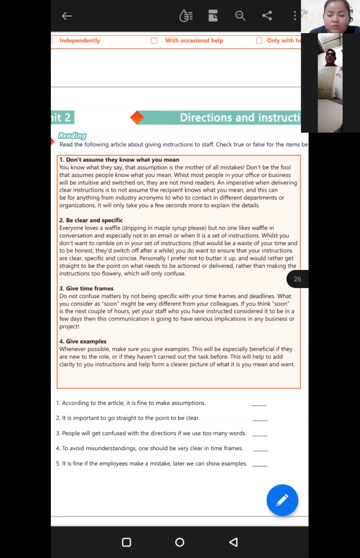 Independently
With occasional help
Only with he
nit 2
Directions and instructi
Reading
Read the following article about giving instructions to staff. Check true or false for the items be
1. Don't assume they know what you mean
You know what they say, that assumption is the mother of all mistakes! Don't be the fool
that assumes people know what you mean. Whilst most people in your office or business
will be intuitive and switched on, they are not mind readers. An imperative when delivering
clear instructions is to not assume the recipient knows what you mean, and this can
be for anything from industry acronyms to who to contact in different departments or
organizations. It will only take you a few seconds more to explain the details.
2. Be clear and specific
Everyone loves a waffle (dripping in maple syrup please) but no one likes waffle in
conversation and especially not in an email or when it is a set of instructions. Whilst you
don't want to ramble on in your set of instructions (that would be a waste of your time and
to be honest, they'd switch off after a while) you do want to ensure that your instructions
are clear, specific and concise. Personally I prefer not to butter it up, and would rather get
straight to be the point on what needs to be actioned or delivered, rather than making the
instructions too flowery, which will only confuse.
26
3. Give time frames
Do not confuse matters by not being specific with your time frames and deadlines. What
you consider as "soon" might be very different from your colleagues. If you think "soon"
is the next couple of hours, yet your staff who you have instructed considered it to be in a
few days then this communication is going to have serious implications in any business or
project!
4. Give examples
Whenever possible, make sure you give examples. This will be especially beneficial if they
are new to the role, or if they haven't carried out the task before. This will help to add
clarity to you instructions and help form a clearer picture of what it is you mean and want.
1. According to the article, it is fine to make assumptions.
2. It is important to go straight to the point to be clear.
3. People will get confused with the directions if we use too many words.
4. To avoid misunderstandings, one should be very clear in time frames.
5. It is fine if the employees make a mistake, later we can show examples.